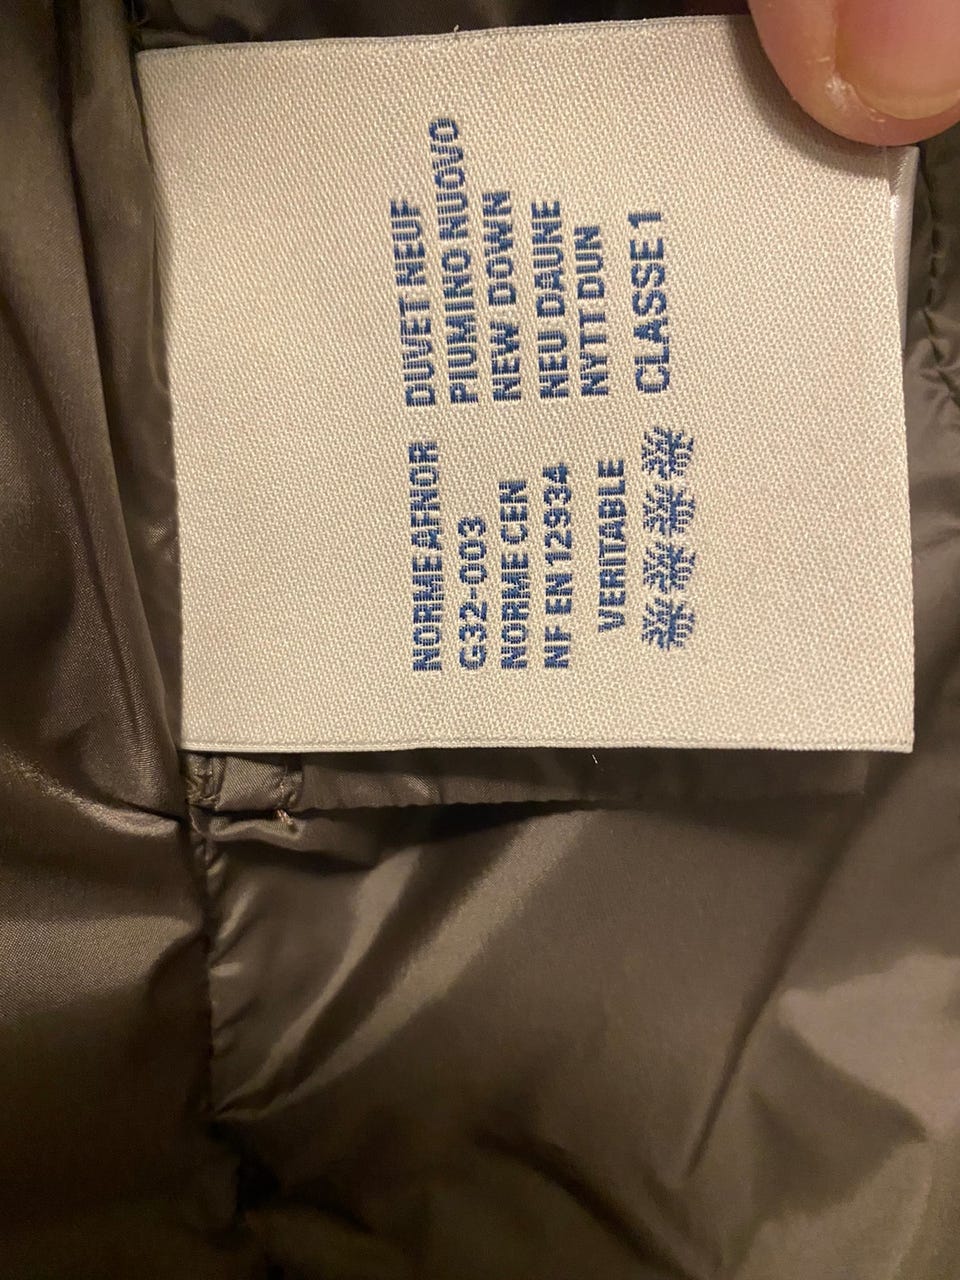 NORME AFNOR DUVET NEUF
G32-003 PIUMINO NUOVO
NORME CEN NEW DOWN
NF EN 12934 NEU DAUNE
NYTT DUN
VERITABLE
CLASSE 1